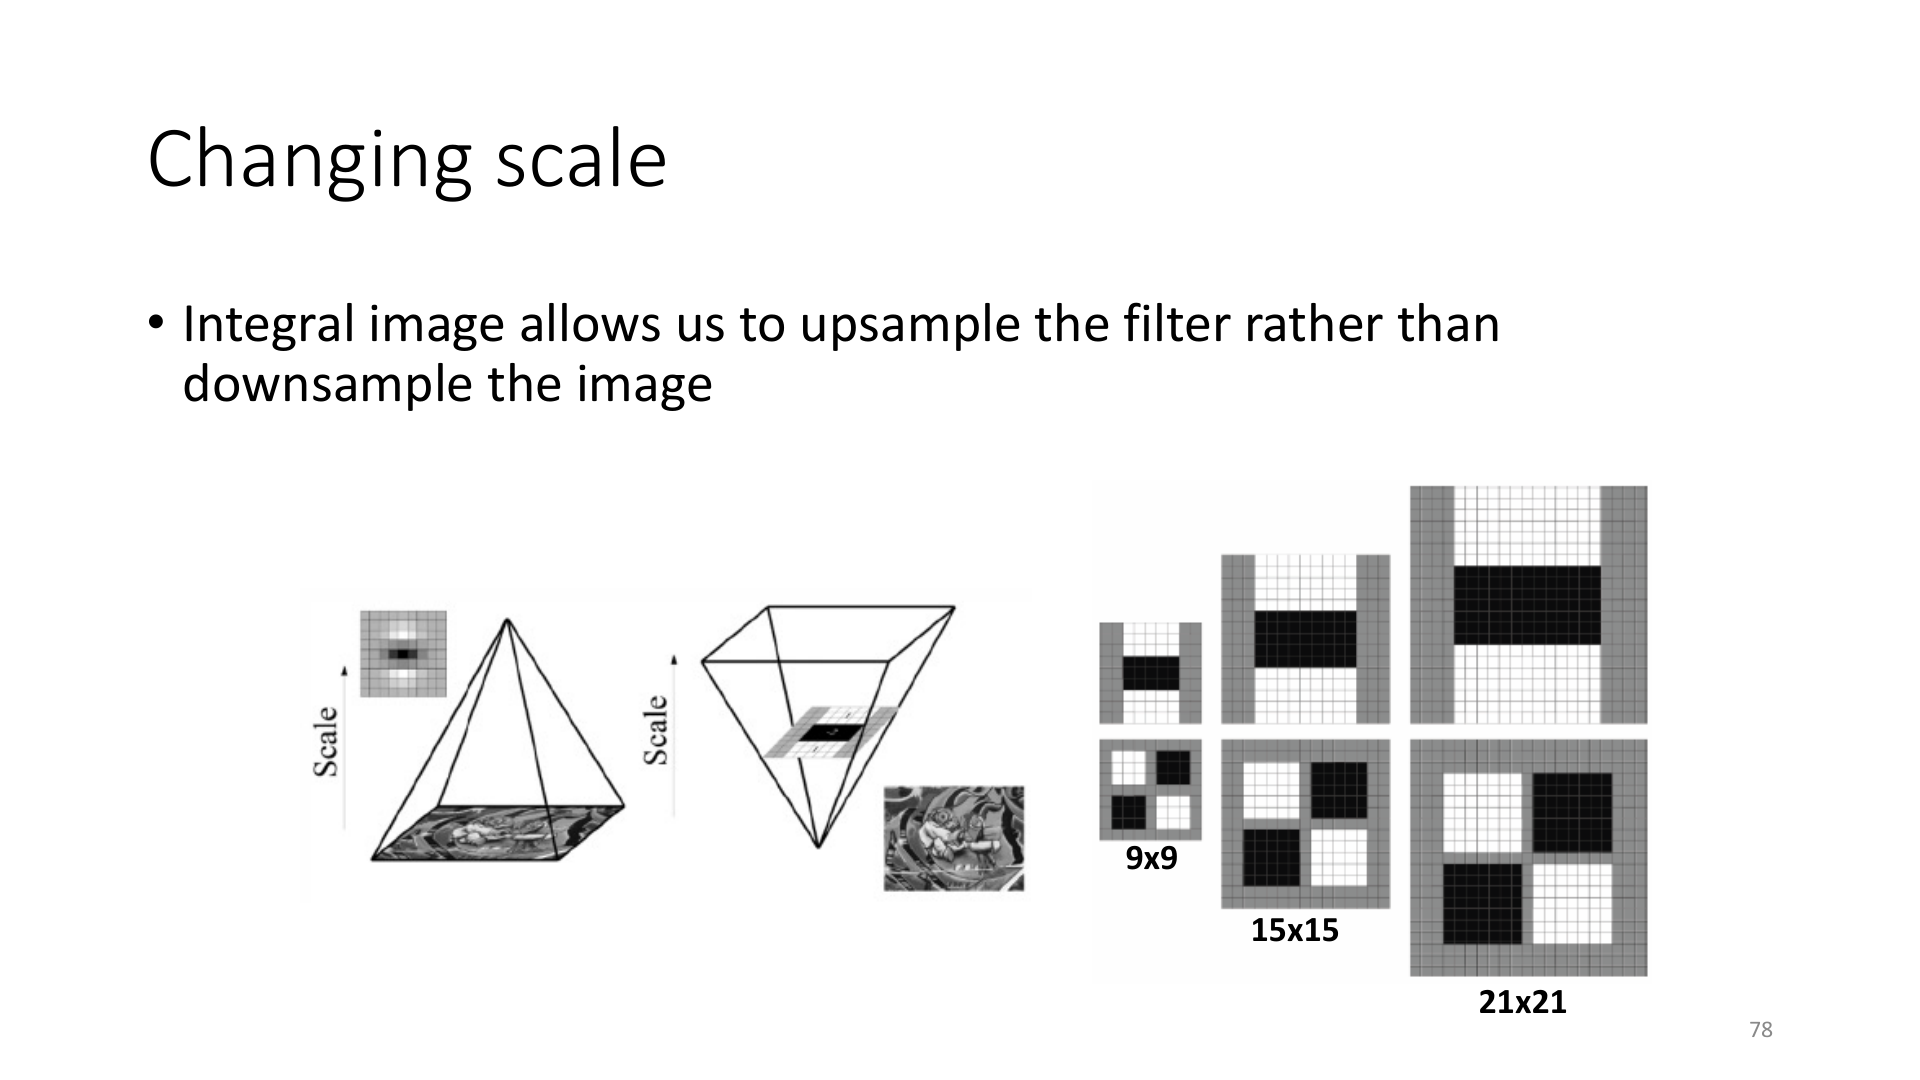 Changing scale
• Integral image allows us to upsample the filter rather than
downsample the image
Scale
Scale
9x9
15x15
21x21
78